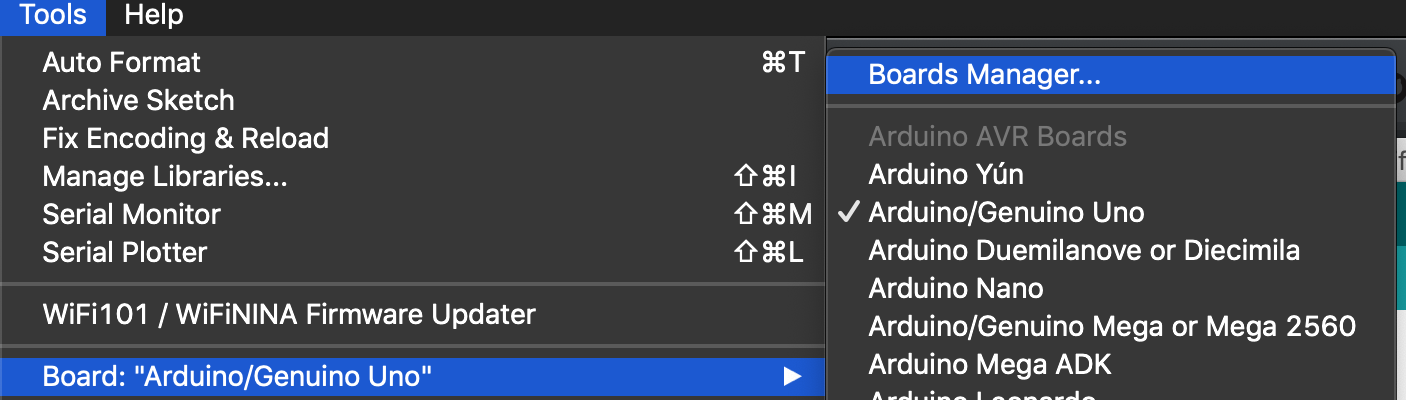 Tools Help
Auto Format ⌘T
Archive Sketch
Fix Encoding & Reload
Manage Libraries... ⇧⌘I
Serial Monitor ⇧⌘M
Serial Plotter ⇧⌘L
WiFi101 / WiFiNINA Firmware Updater
Board: "Arduino/Genuino Uno" ▶
Boards Manager...
Arduino AVR Boards
Arduino Yún
✓ Arduino/Genuino Uno
Arduino Duemilanove or Diecimila
Arduino Nano
Arduino/Genuino Mega or Mega 2560
Arduino Mega ADK
Arduino Leonardo